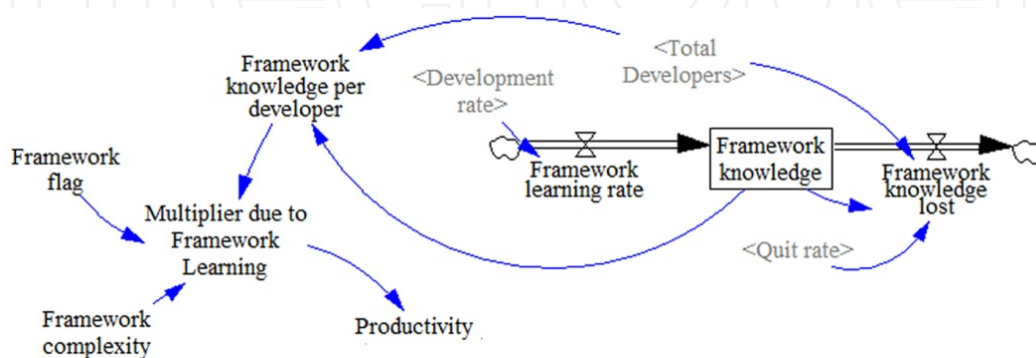 <Total
Developers>
Framework
knowledge per
developer
<Development
rate>
Framework
knowledge
Framework
learning rate
Framework
knowledge
lost
Framework
flag
Multiplier due to
Framework
Learning
<Quit rate>
Framework
complexity
Productivity